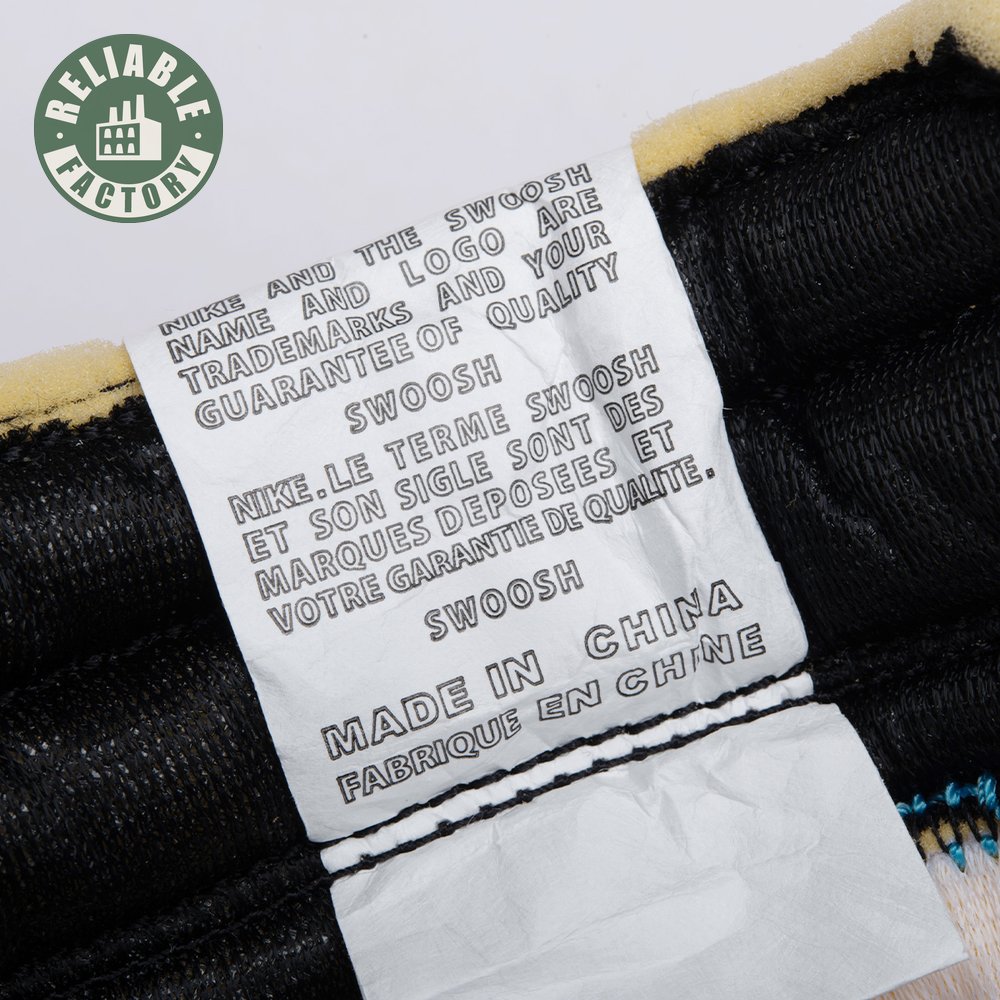 RELIABLE
FACTORY
NIKE AND THE SWOOSH
NAME AND LOGO ARE
TRADEMARKS AND YOUR
GUARANTEE OF QUALITY
SWOOSH
NIKE.LE TERME SWOOSH
ET SON SIGLE SONT DES
MARQUES DEPOSEES ET
VOTRE GARANTIE DE QUALITE.
SWOOSH
MADE IN CHINA
FABRIQUE EN CHINE